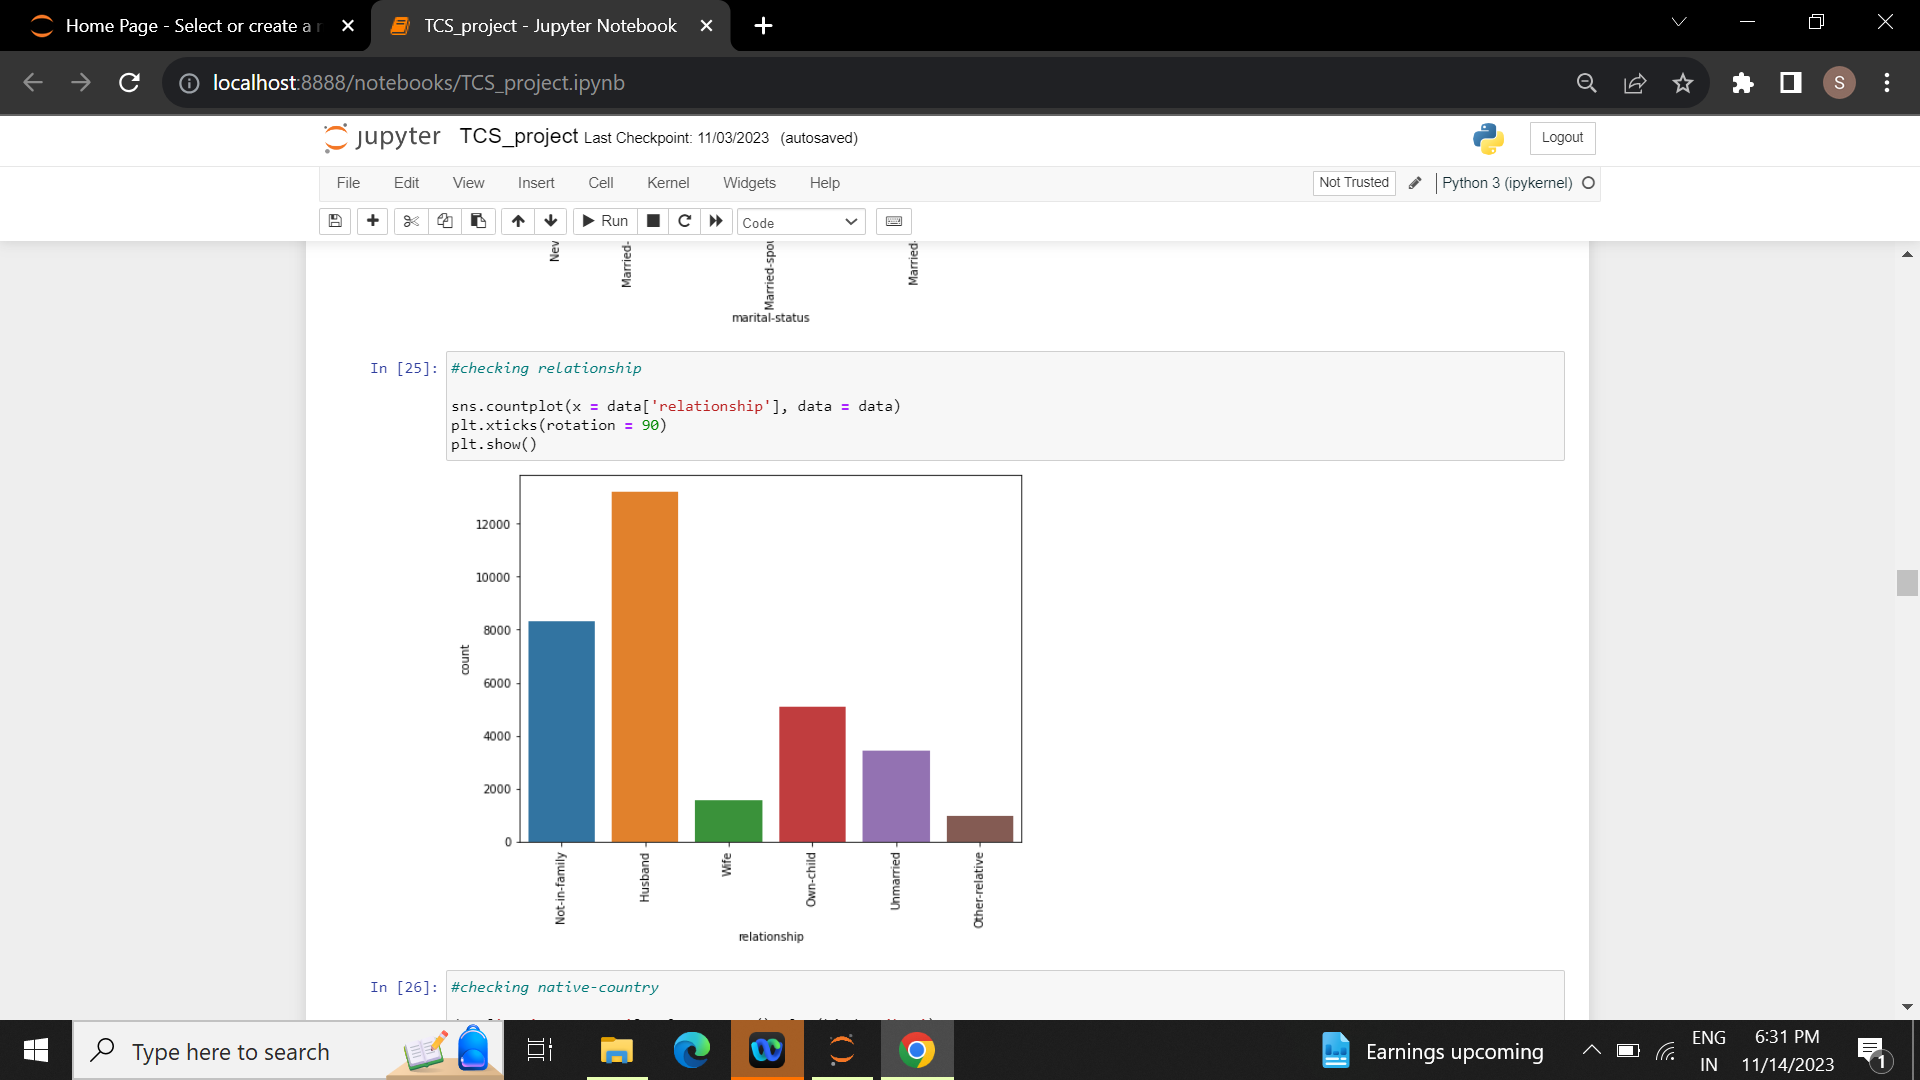 Home Page - Select or create a
TCS_project - Jupyter Notebook
localhost:8888/notebooks/TCS_project.ipynb
S
jupyter TCS_project Last Checkpoint: 11/03/2023 (autosaved)
Logout
File Edit View Insert Cell Kernel Widgets Help
Not Trusted
Python 3 (ipykernel)
Run
Code
Nev
Married-
Married-spou
Married-
marital-status
In [25]:
#checking relationship
sns.countplot(x = data['relationship'], data = data)
plt.xticks(rotation = 90)
plt.show()
12000
10000
8000
6000
4000
2000
0
count
Not-in-family
Husband
Wife
Own-child
Unmarried
Other-relative
relationship
In [26]:
#checking native-country
Type here to search
Earnings upcoming
ENG
IN
6:31 PM
11/14/2023
1